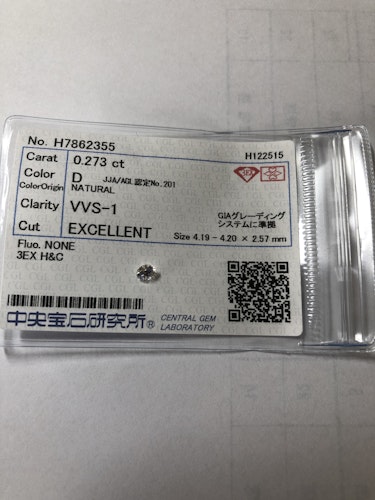 No. H7862355
H122515
Carat 0.273 ct
Color D JJA/AGL認定No.201
ColorOrigin NATURAL
Clarity VVS-1
GIAグレーディング
システムに準拠
Cut EXCELLENT Size 4.19 - 4.20 × 2.57 mm
Fluo. NONE
3EX H&C
中央宝石研究所® CENTRAL GEM
LABORATORY